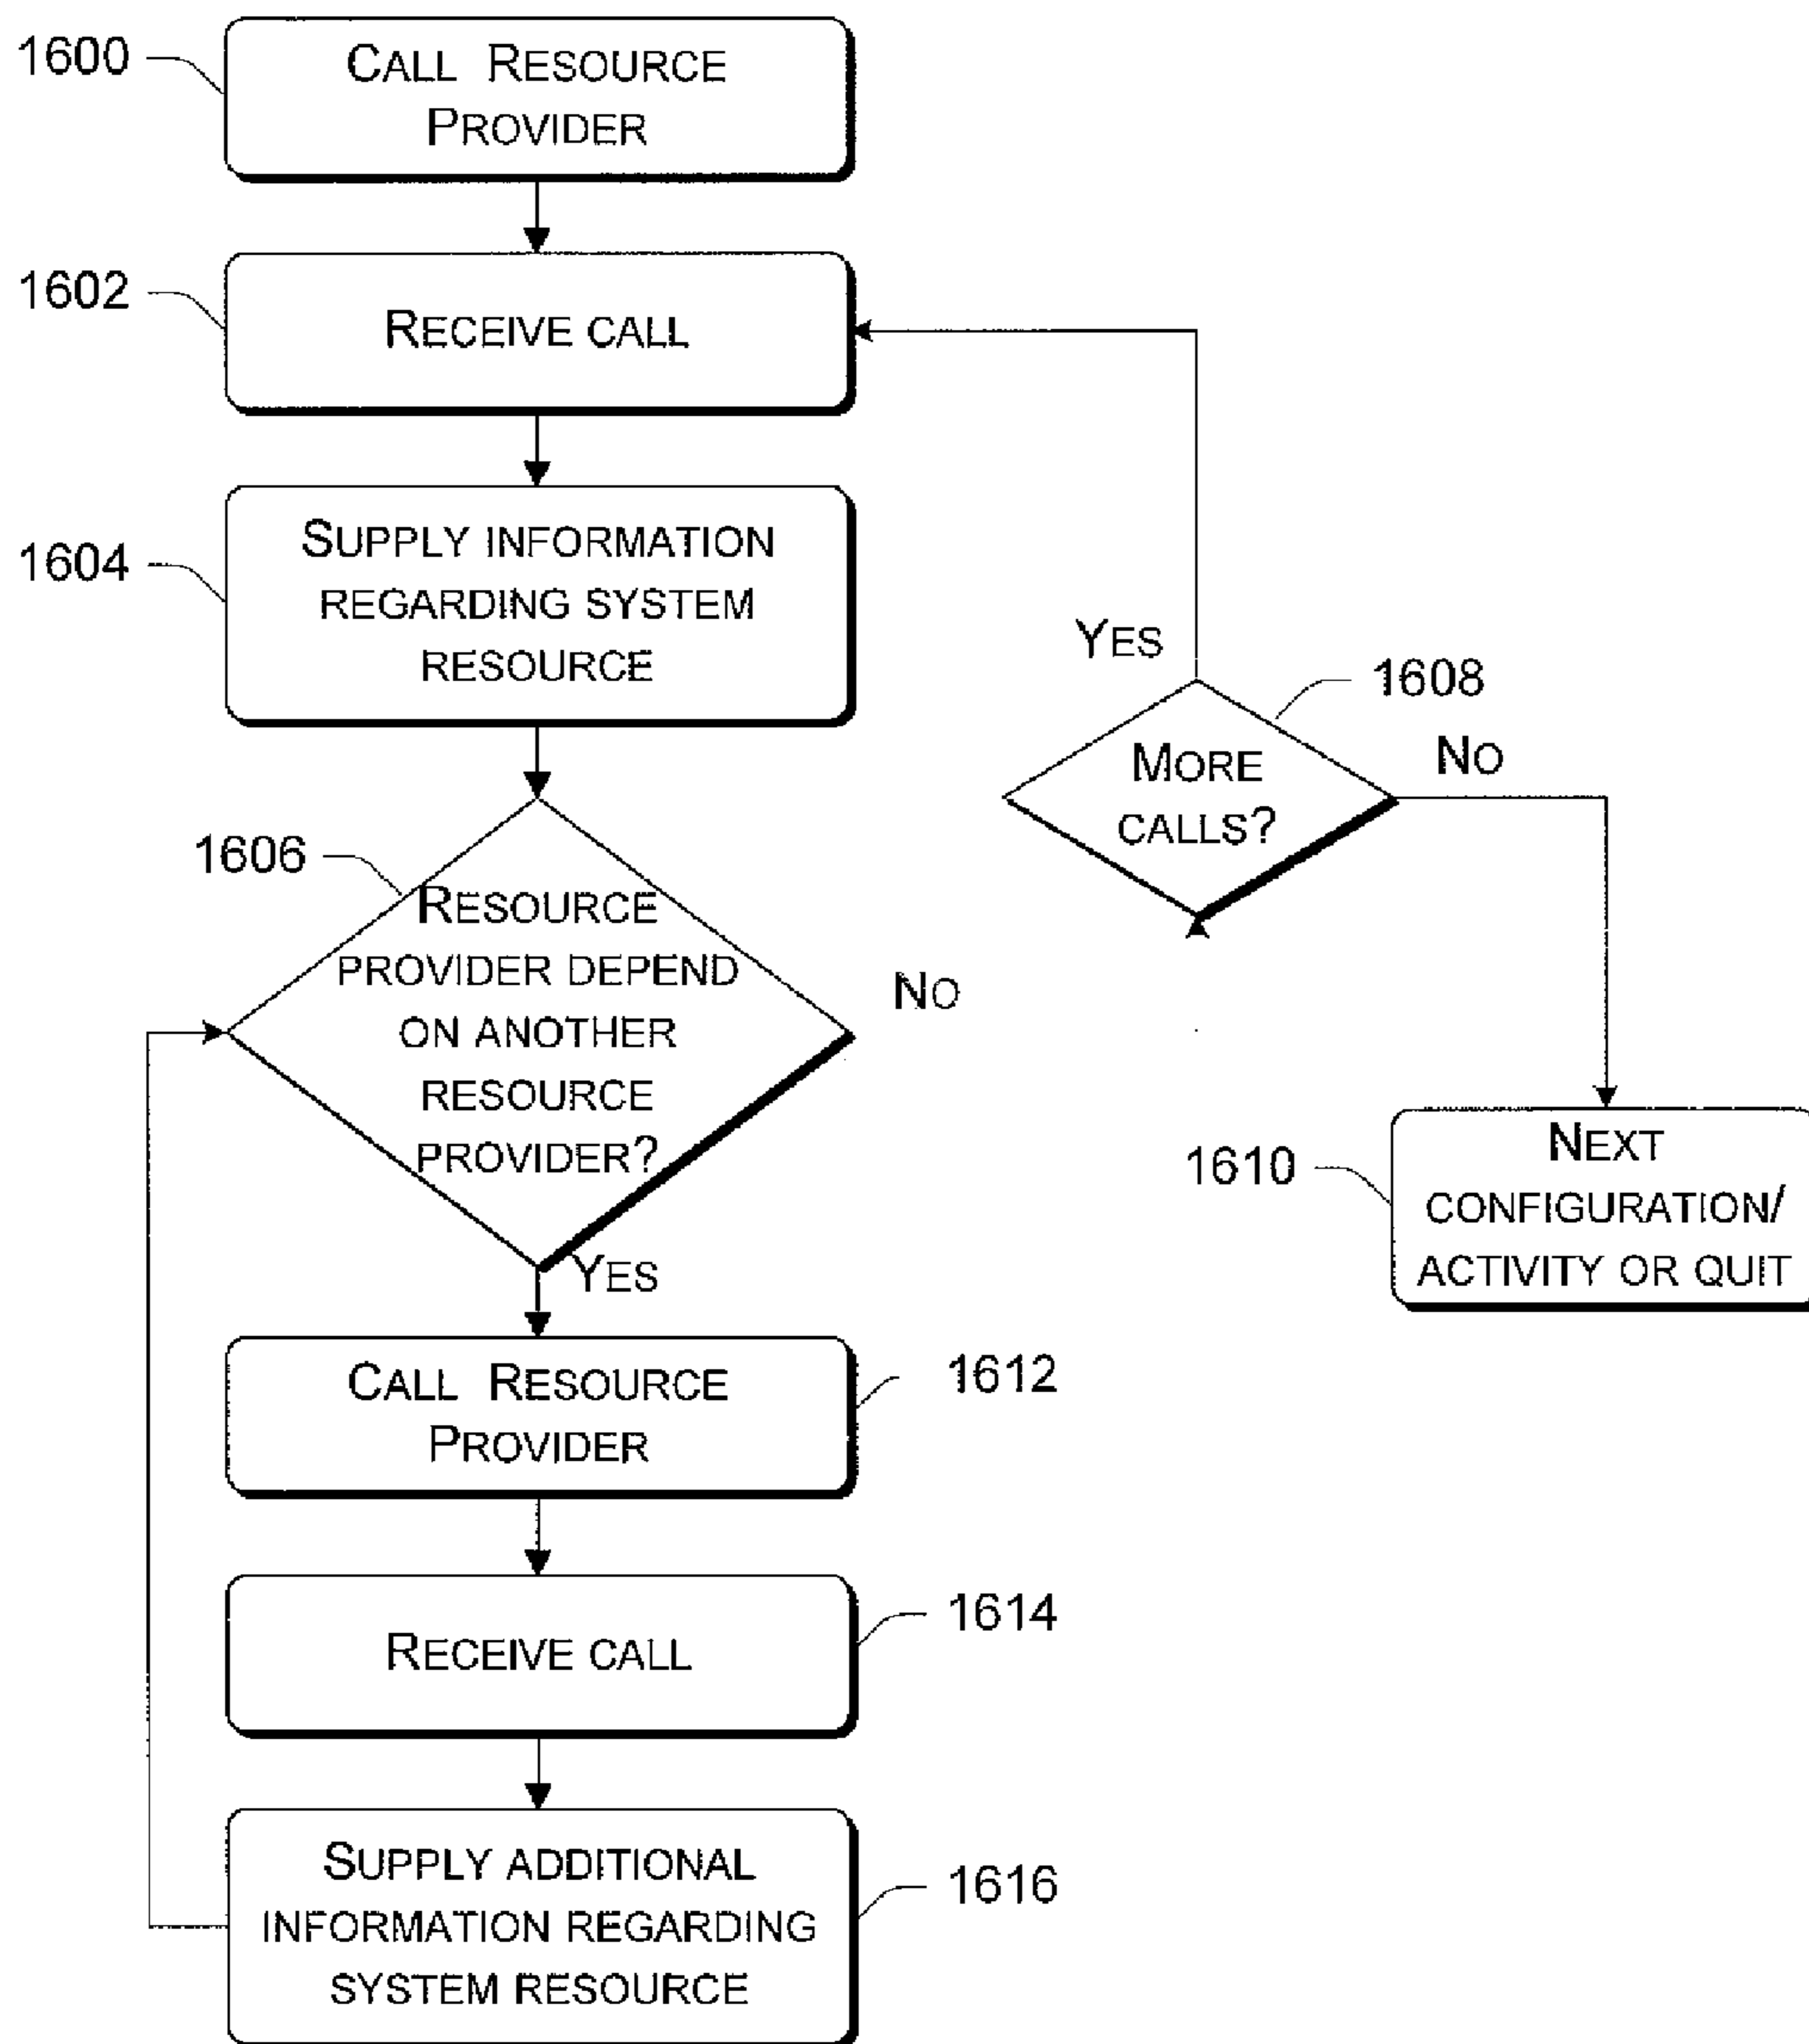 1600
CALL RESOURCE
PROVIDER
1602
RECEIVE CALL
1604
SUPPLY INFORMATION
REGARDING SYSTEM
RESOURCE
YES
1608
MORE
CALLS?
NO
1606
RESOURCE
PROVIDER DEPEND
ON ANOTHER
RESOURCE
PROVIDER?
NO
YES
1610
NEXT
CONFIGURATION/
ACTIVITY OR QUIT
CALL RESOURCE
PROVIDER
1612
RECEIVE CALL
1614
SUPPLY ADDITIONAL
INFORMATION REGARDING
SYSTEM RESOURCE
1616